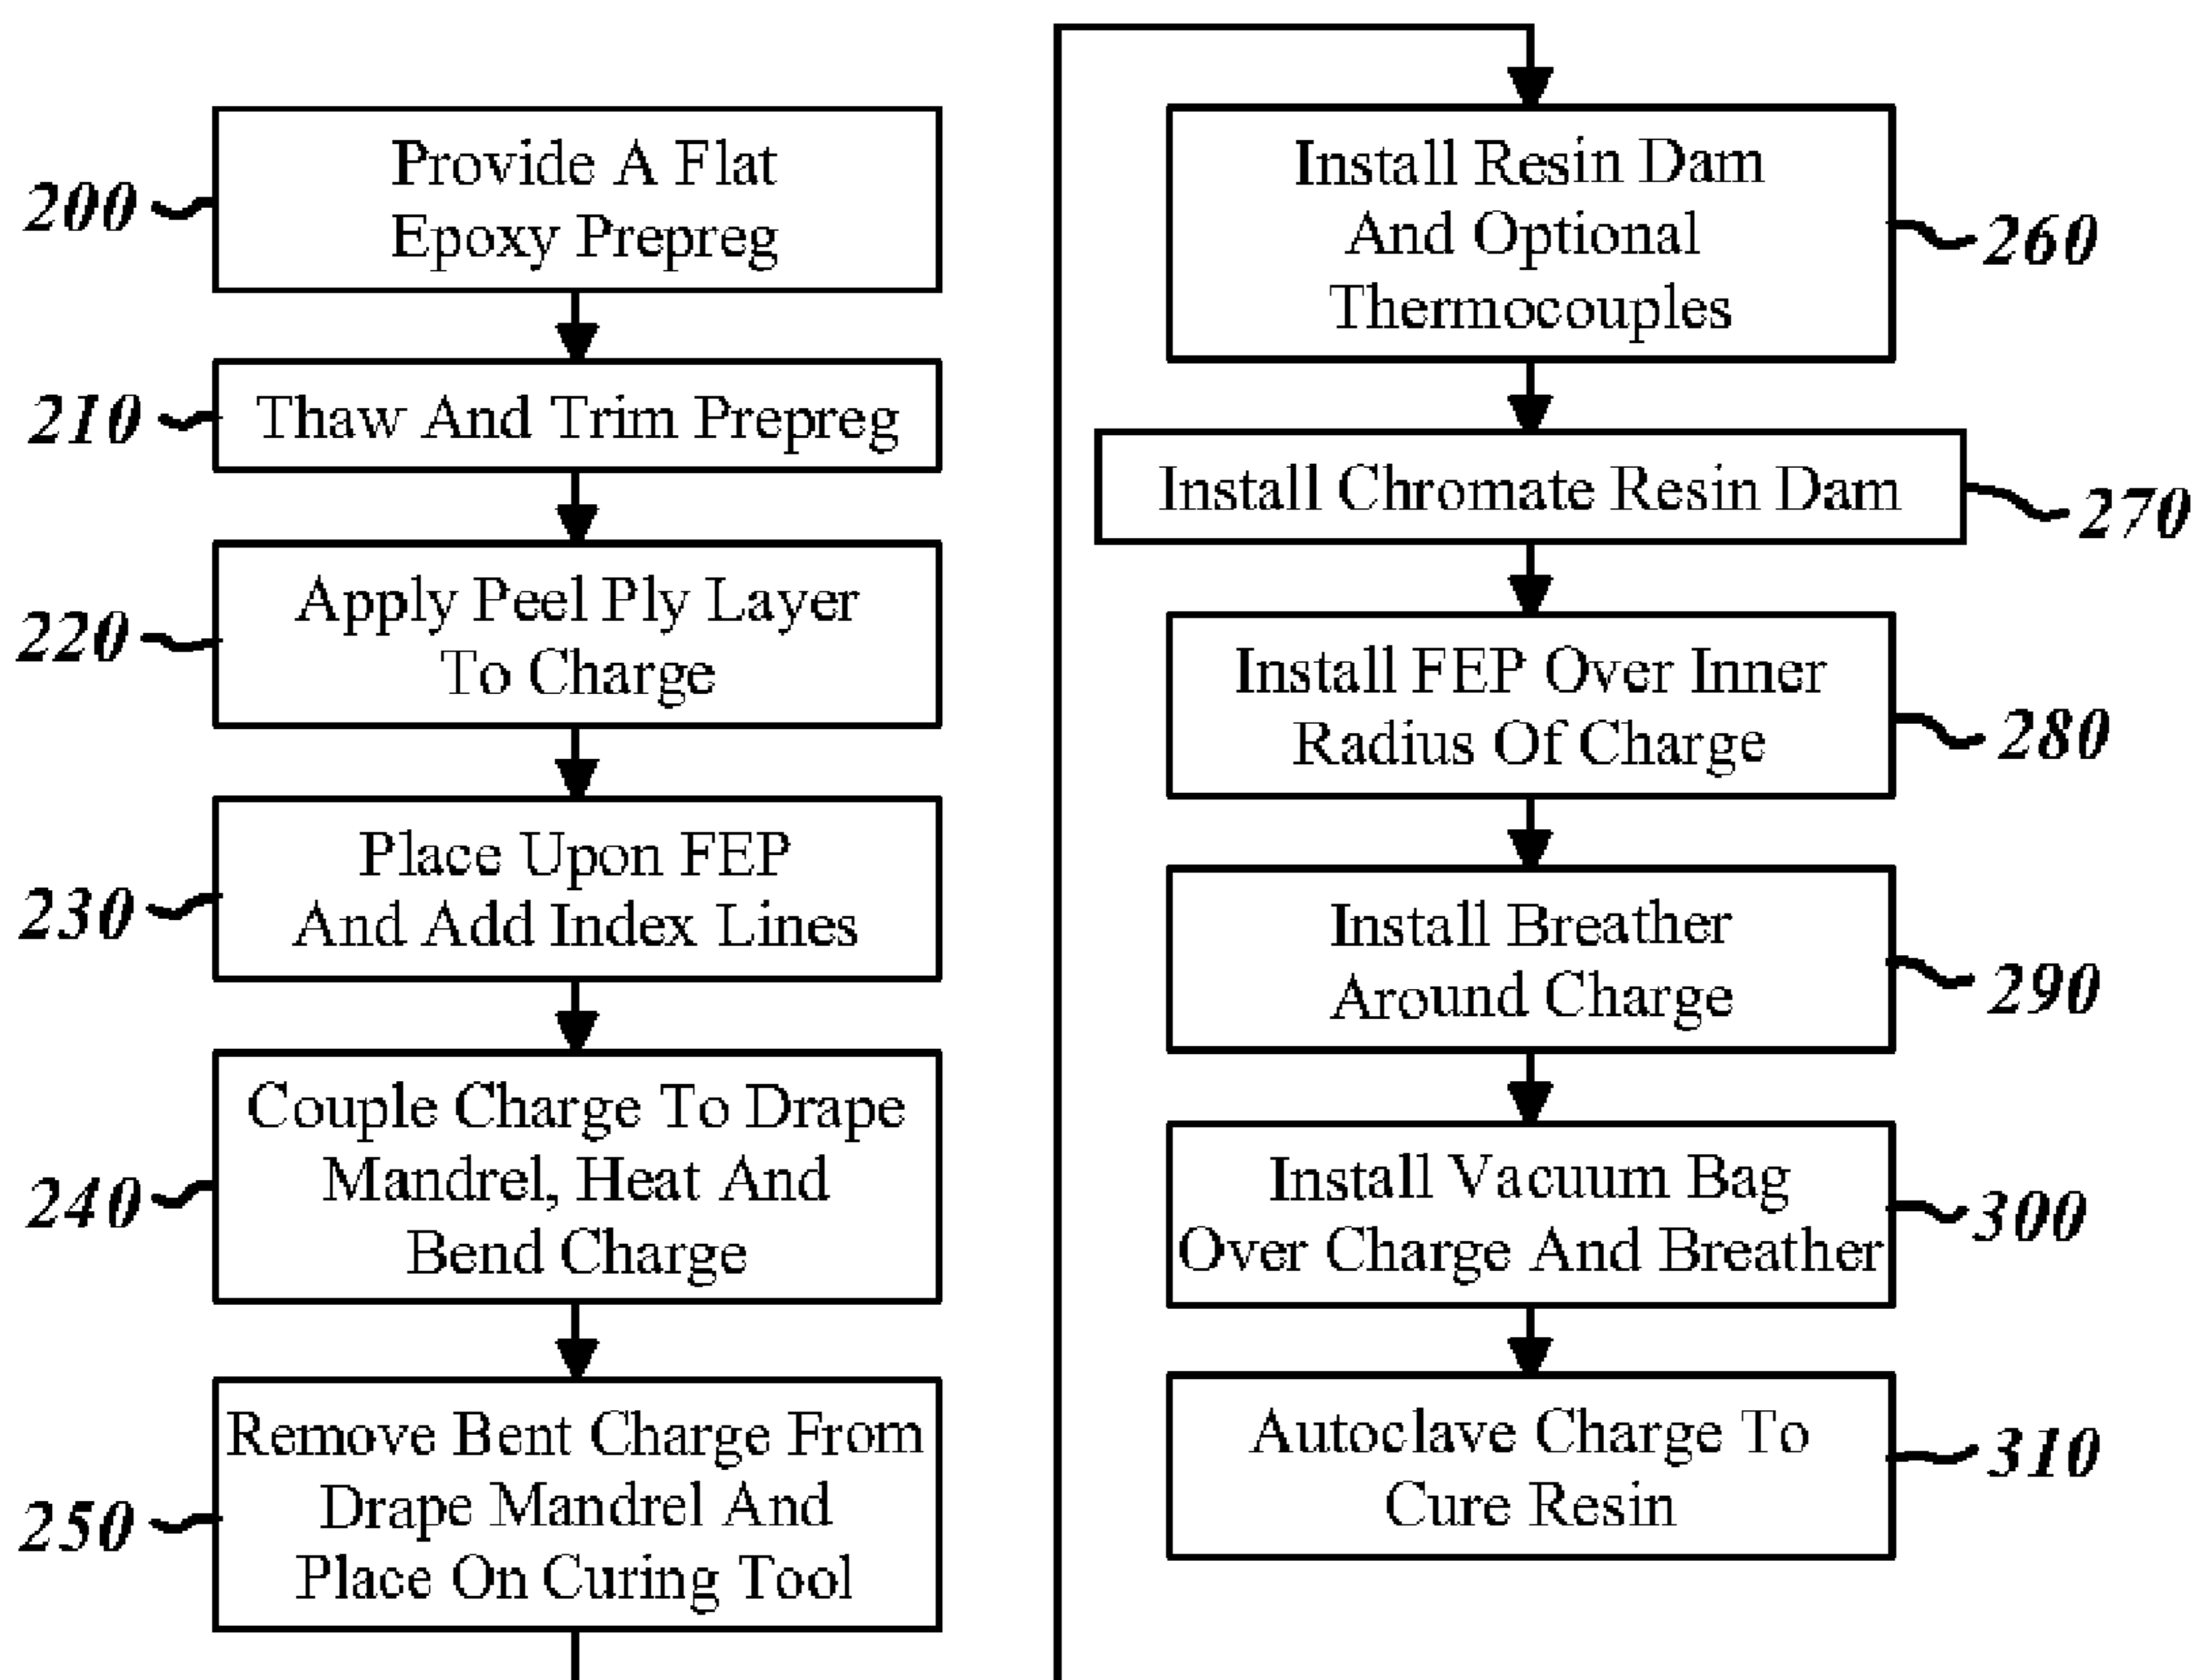 200
Provide A Flat
Epoxy Prepreg
210
Thaw And Trim Prepreg
220
Apply Peel Ply Layer
To Charge
230
Place Upon FEP
And Add Index Lines
240
Couple Charge To Drape
Mandrel, Heat And
Bend Charge
250
Remove Bent Charge From
Drape Mandrel And
Place On Curing Tool
Install Resin Dam
And Optional
Thermocouples
260
Install Chromate Resin Dam
270
Install FEP Over Inner
Radius Of Charge
280
Install Breather
Around Charge
290
Install Vacuum Bag
Over Charge And Breather
300
Autoclave Charge To
Cure Resin
310